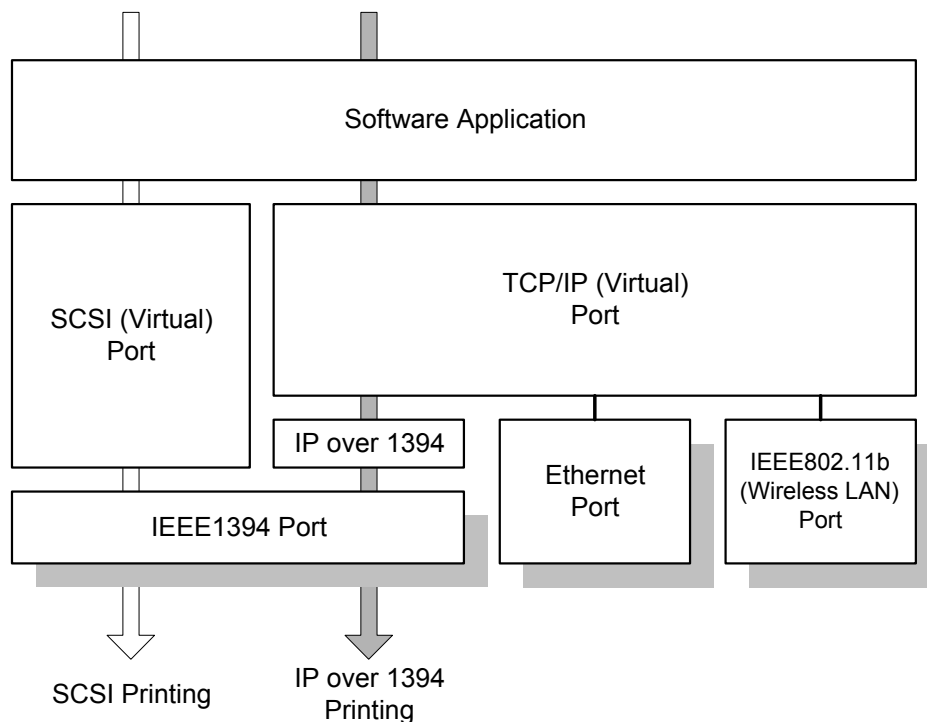 Software Application
SCSI (Virtual)
Port
TCP/IP (Virtual)
Port
IP over 1394
Ethernet
Port
IEEE802.11b
(Wireless LAN)
Port
IEEE1394 Port
SCSI Printing
IP over 1394
Printing